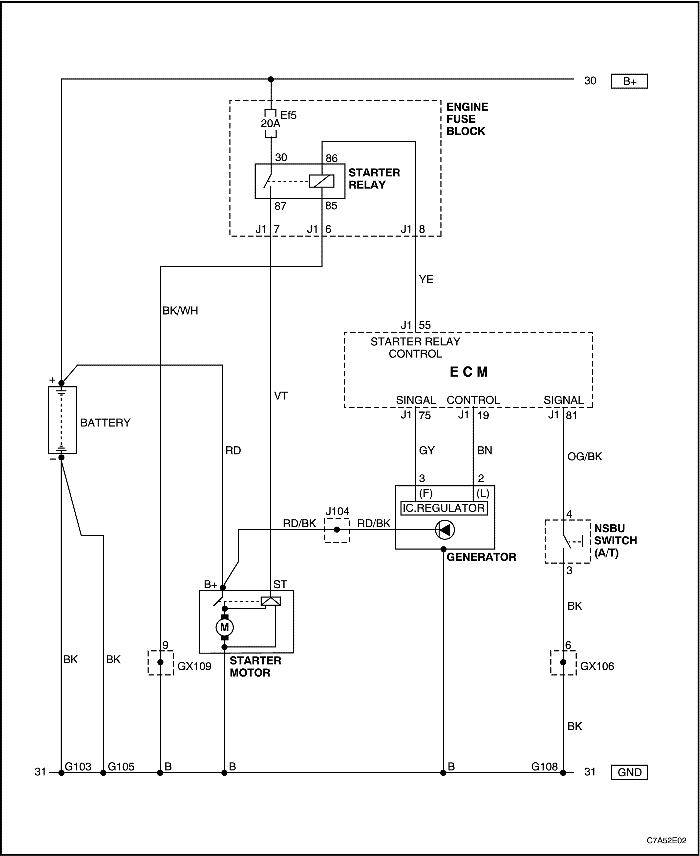 30 B+
ENGINE
FUSE
BLOCK
Ef5
20A
30 86
STARTER
RELAY
87 85
J1 7 J1 6 J1 8
YE
BK/WH
J1 55
STARTER RELAY
CONTROL
ECM
SINGAL CONTROL SIGNAL
J1 75 J1 19 J1 81
+
BATTERY
−
VT
RD
GY BN OG/BK
3 2
(F) (L)
IC.REGULATOR
J104
RD/BK RD/BK
GENERATOR
4
NSBU
SWITCH
(A/T)
3
B+ ST
M
STARTER
MOTOR
BK
9
GX109
6
GX106
BK BK
BK
31 G103 G105 B B B G108 31 GND
C7A52E02